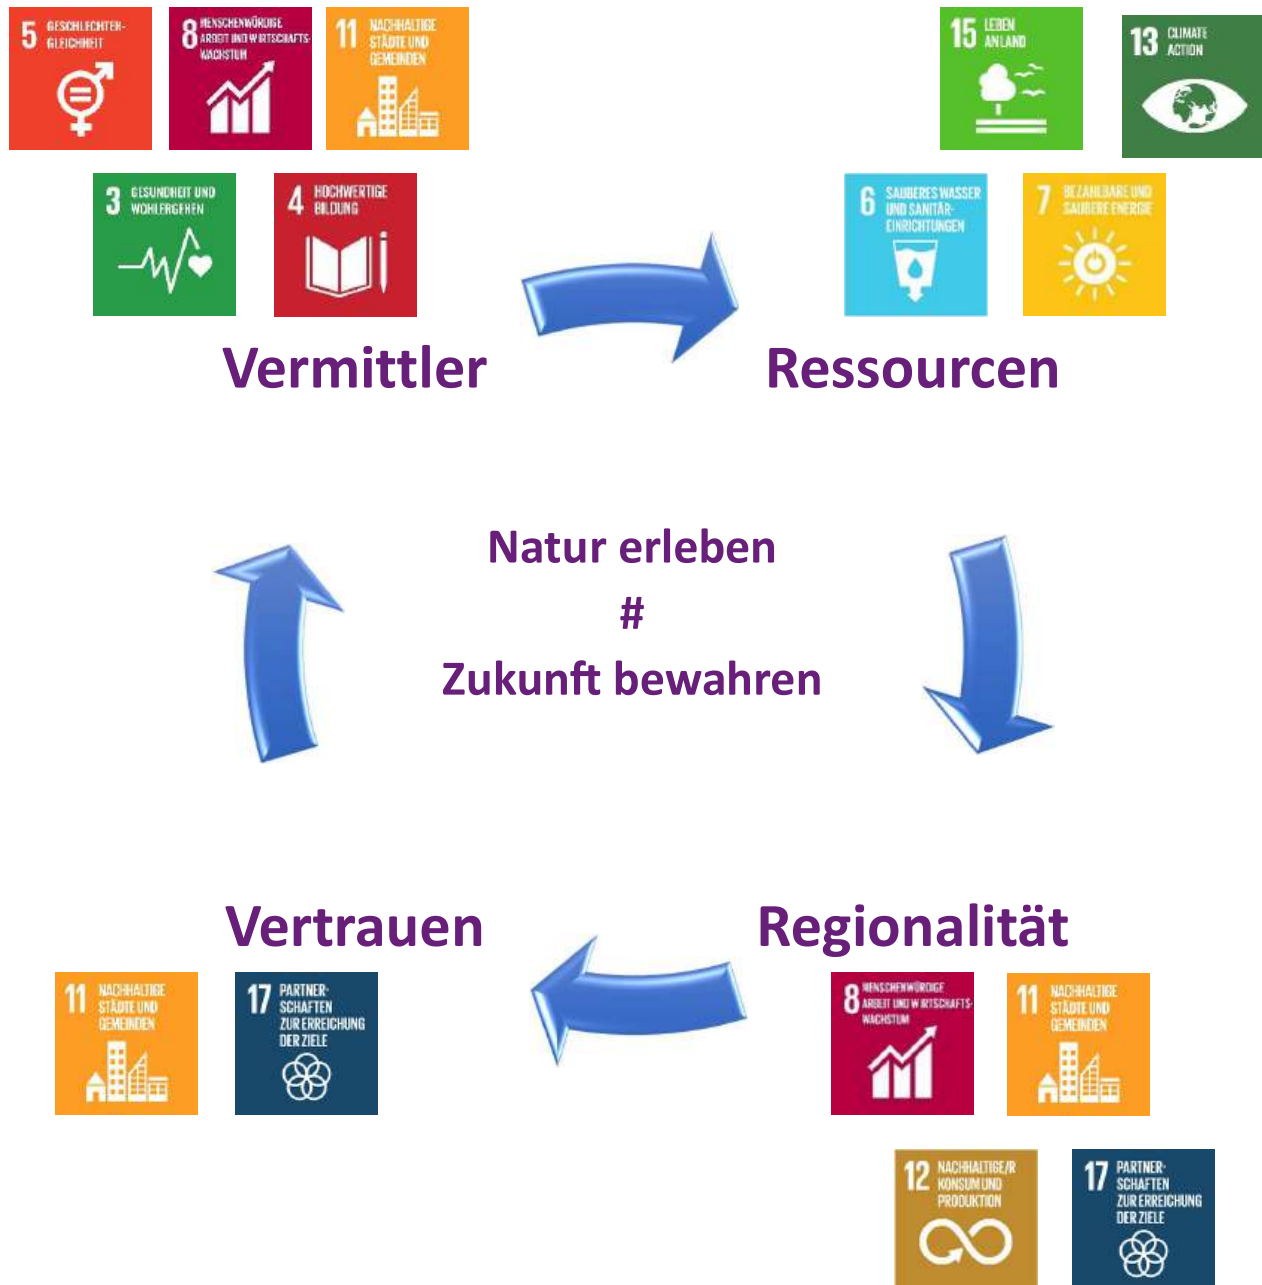 5 GESCHLECHTER-
GLEICHHEIT
8 MENSCHENWÜRDIGE
ARBEIT UND WIRTSCHAFTS-
WACHSTUM
11 NACHHALTIGE
STÄDTE UND
GEMEINDEN
15 LEBEN
AN LAND
13 CLIMATE
ACTION
3 GESUNDHEIT UND
WOHLERGEHEN
4 HOCHWERTIGE
BILDUNG
6 SAUBERES WASSER
UND SANITÄR-
EINRICHTUNGEN
7 BEZAHLBARE UND
SAUBERE ENERGIE
Vermittler
Ressourcen
Natur erleben
#
Zukunft bewahren
Vertrauen
Regionalität
11 NACHHALTIGE
STÄDTE UND
GEMEINDEN
17 PARTNER-
SCHAFTEN
ZUR ERREICHUNG
DER ZIELE
8 MENSCHENWÜRDIGE
ARBEIT UND WIRTSCHAFTS-
WACHSTUM
11 NACHHALTIGE
STÄDTE UND
GEMEINDEN
12 NACHHALTIGE/R
KONSUM UND
PRODUKTION
17 PARTNER-
SCHAFTEN
ZUR ERREICHUNG
DER ZIELE